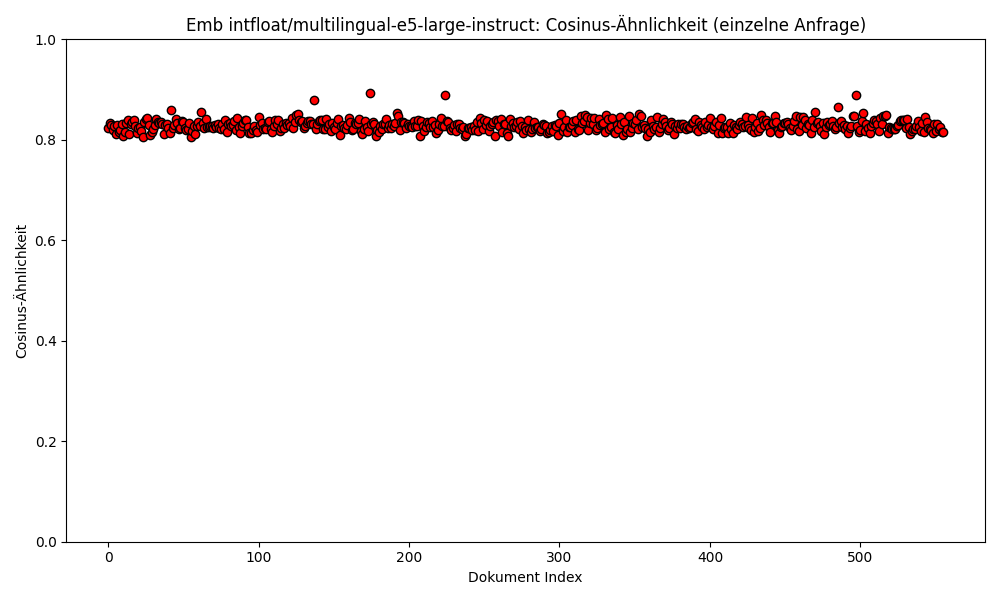 Emb intfloat/multilingual-e5-large-instruct: Cosinus-Ähnlichkeit (einzelne Anfrage)
1.0
0.8
0.6
0.4
0.2
0.0
Cosinus-Ähnlichkeit
0 100 200 300 400 500
Dokument Index